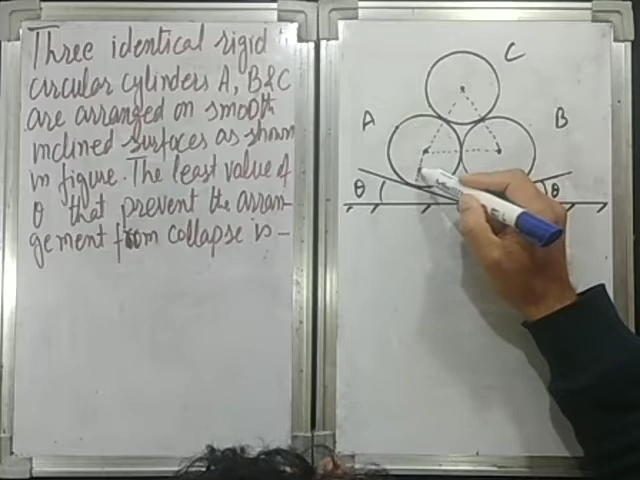 Three identical rigid
circular cylinders A, B & C
are arranged on smooth
inclined surfaces as shown
in figure. The least value of
θ that prevent the arran-
gement from collapse is -
C
A
B
θ
θ